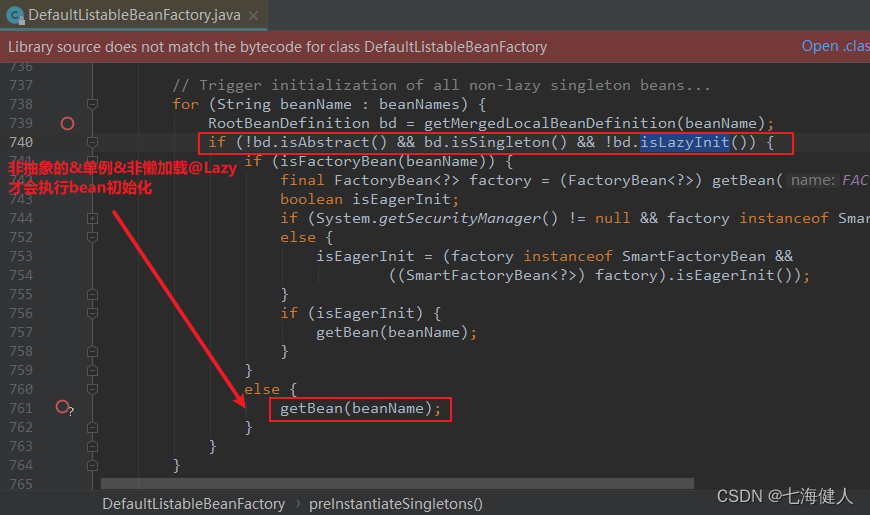 DefaultListableBeanFactory.java
Library source does not match the bytecode for class DefaultListableBeanFactory Open .clas
736
737 // Trigger initialization of all non-lazy singleton beans...
738 for (String beanName : beanNames) {
739 RootBeanDefinition bd = getMergedLocalBeanDefinition(beanName);
740 if (!bd.isAbstract() && bd.isSingleton() && !bd.isLazyInit()) {
if (isFactoryBean(beanName)) {
非抽象的&单例&非懒加载@Lazy
final FactoryBean<?> factory = (FactoryBean<?>) getBean( name: FAC
才会执行bean初始化
743 boolean isEagerInit;
744 if (System.getSecurityManager() != null && factory instanceof Smar
752 else {
753 isEagerInit = (factory instanceof SmartFactoryBean &&
754 ((SmartFactoryBean<?>) factory).isEagerInit());
755 }
756 if (isEagerInit) {
757 getBean(beanName);
758 }
759 }
760 else {
761 ? getBean(beanName);
762 }
763 }
764 }
765
DefaultListableBeanFactory › preInstantiateSingletons()
CSDN @七海健人